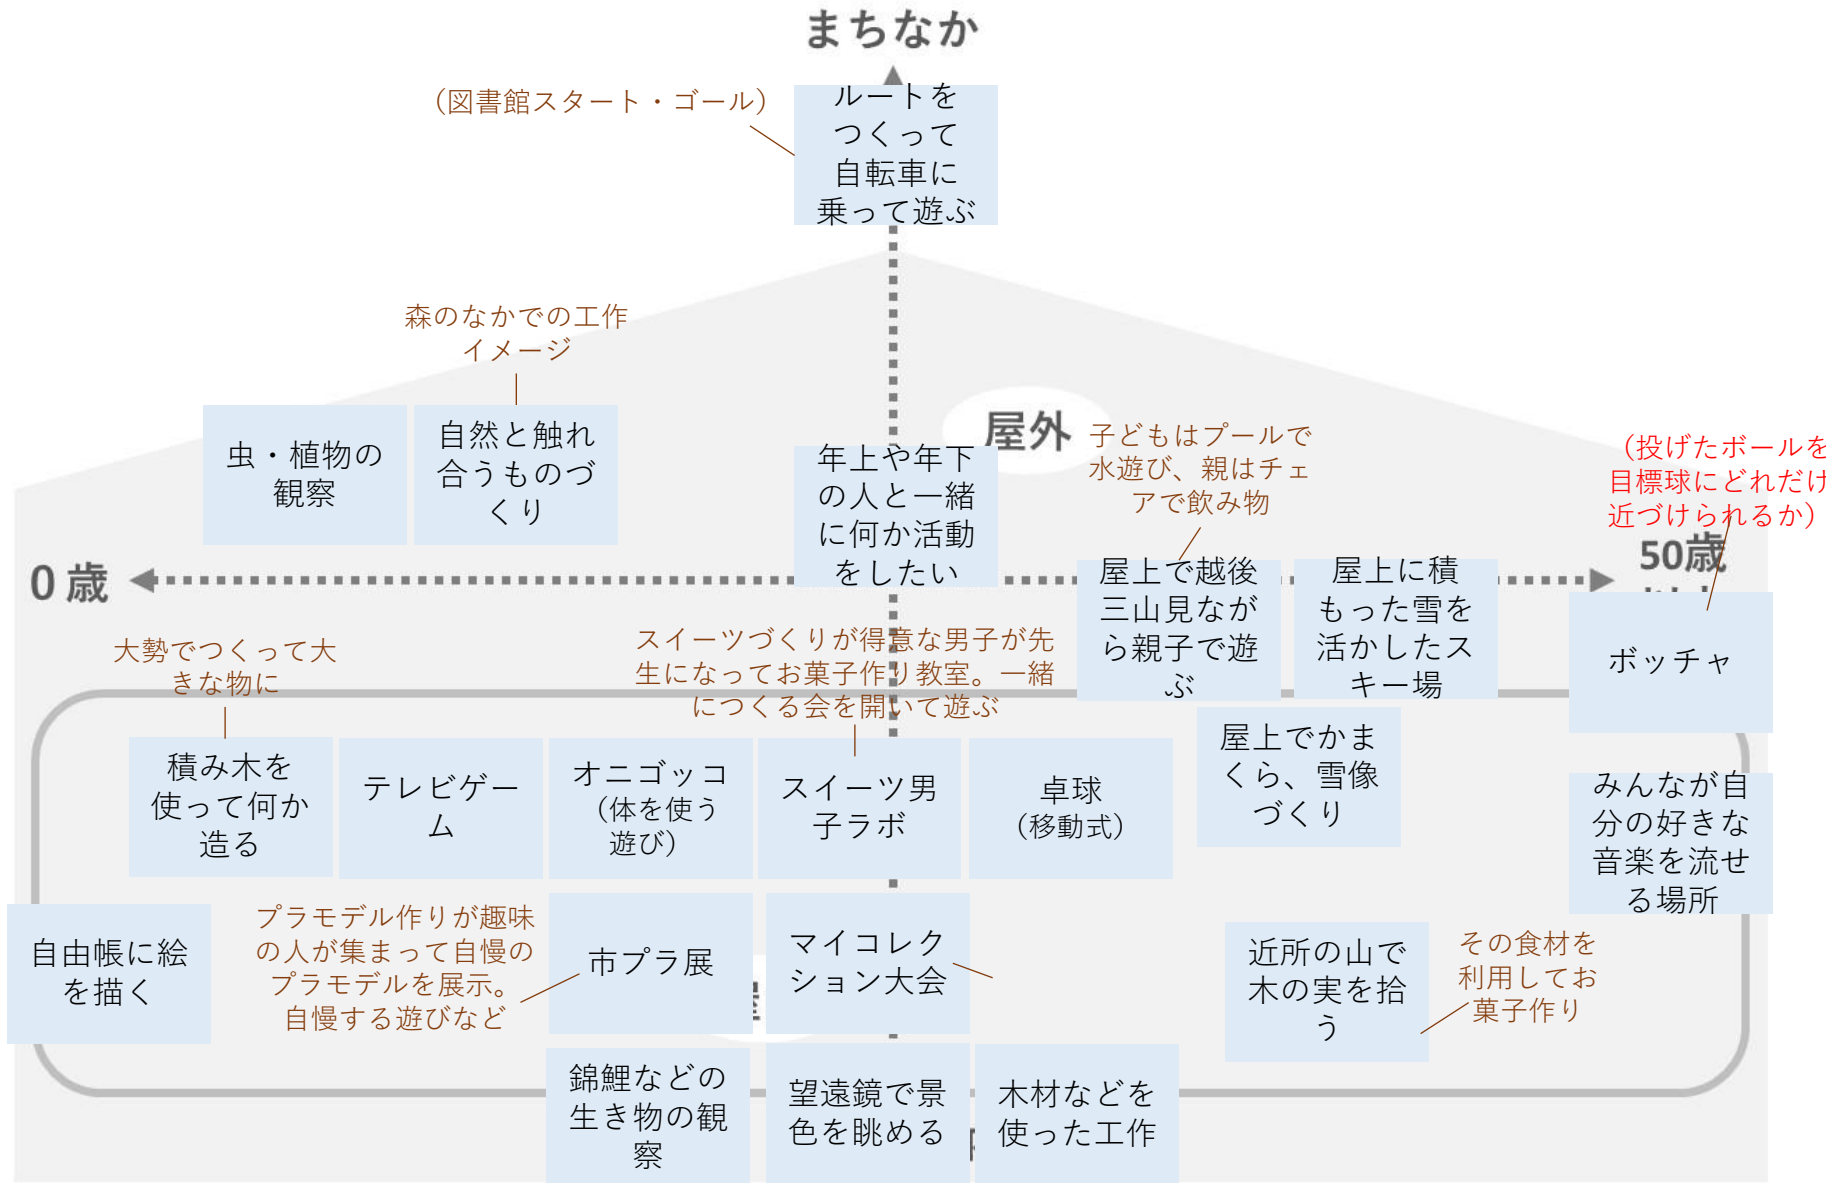 まちなか
（図書館スタート・ゴール）
ルートを
つくって
自転車に
乗って遊ぶ
森のなかでの工作
イメージ
虫・植物の
観察
自然と触れ
合うものづ
くり
屋外
年上や年下
の人と一緒
に何か活動
をしたい
子どもはプールで
水遊び、親はチェ
アで飲み物
（投げたボールを
目標球にどれだけ
近づけられるか）
0歳
50歳
屋上で越後
三山見なが
ら親子で遊
ぶ
屋上に積
もった雪を
活かしたス
キー場
ボッチャ
大勢でつくって大
きな物に
スイーツづくりが得意な男子が先
生になってお菓子作り教室。一緒
につくる会を開いて遊ぶ
積み木を
使って何か
造る
テレビゲー
ム
オニゴッコ
（体を使う
遊び）
スイーツ男
子ラボ
卓球
（移動式）
屋上でかま
くら、雪像
づくり
みんなが自
分の好きな
音楽を流せ
る場所
自由帳に絵
を描く
プラモデル作りが趣味
の人が集まって自慢の
プラモデルを展示。
自慢する遊びなど
市プラ展
マイコレク
ション大会
近所の山で
木の実を拾
う
その食材を
利用してお
菓子作り
錦鯉などの
生き物の観
察
望遠鏡で景
色を眺める
木材などを
使った工作